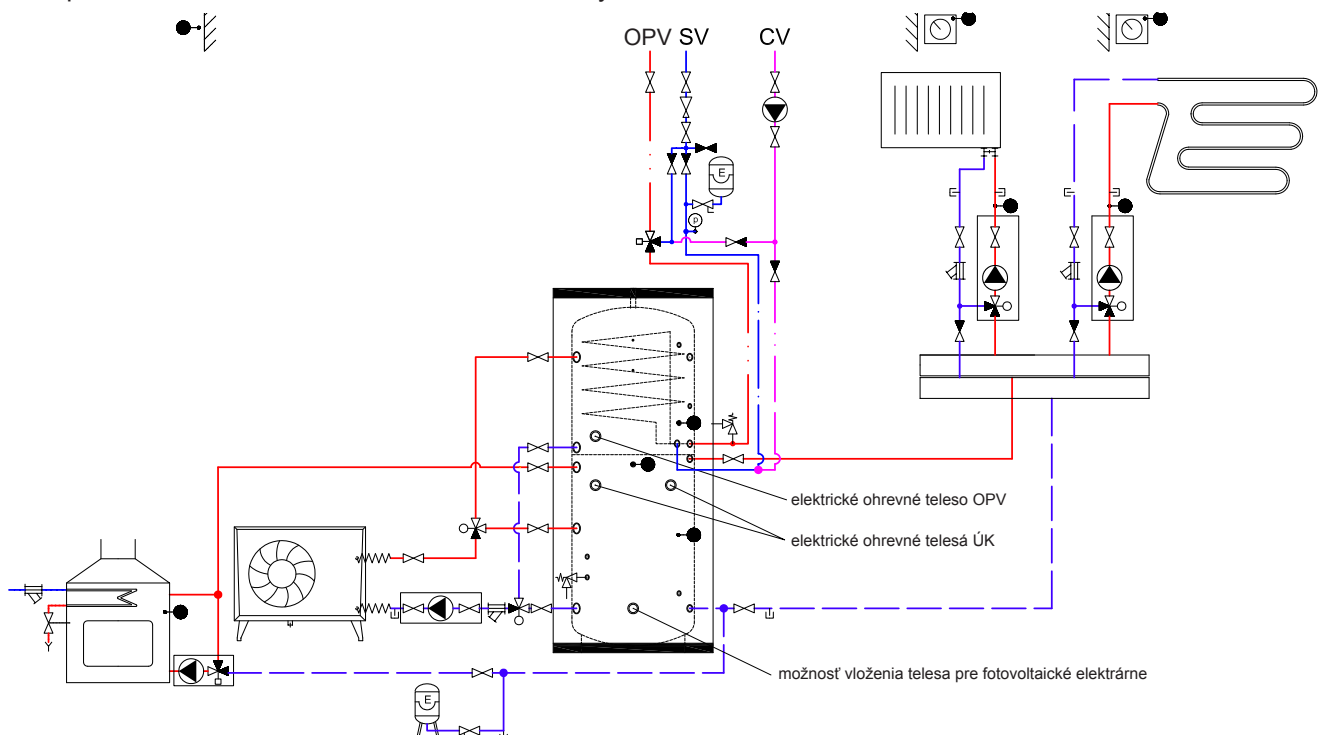 OPV SV CV
E
p
elektrické ohrevné teleso OPV
elektrické ohrevné telesá ÚK
možnosť vloženia telesa pre fotovoltaické elektrárne
E